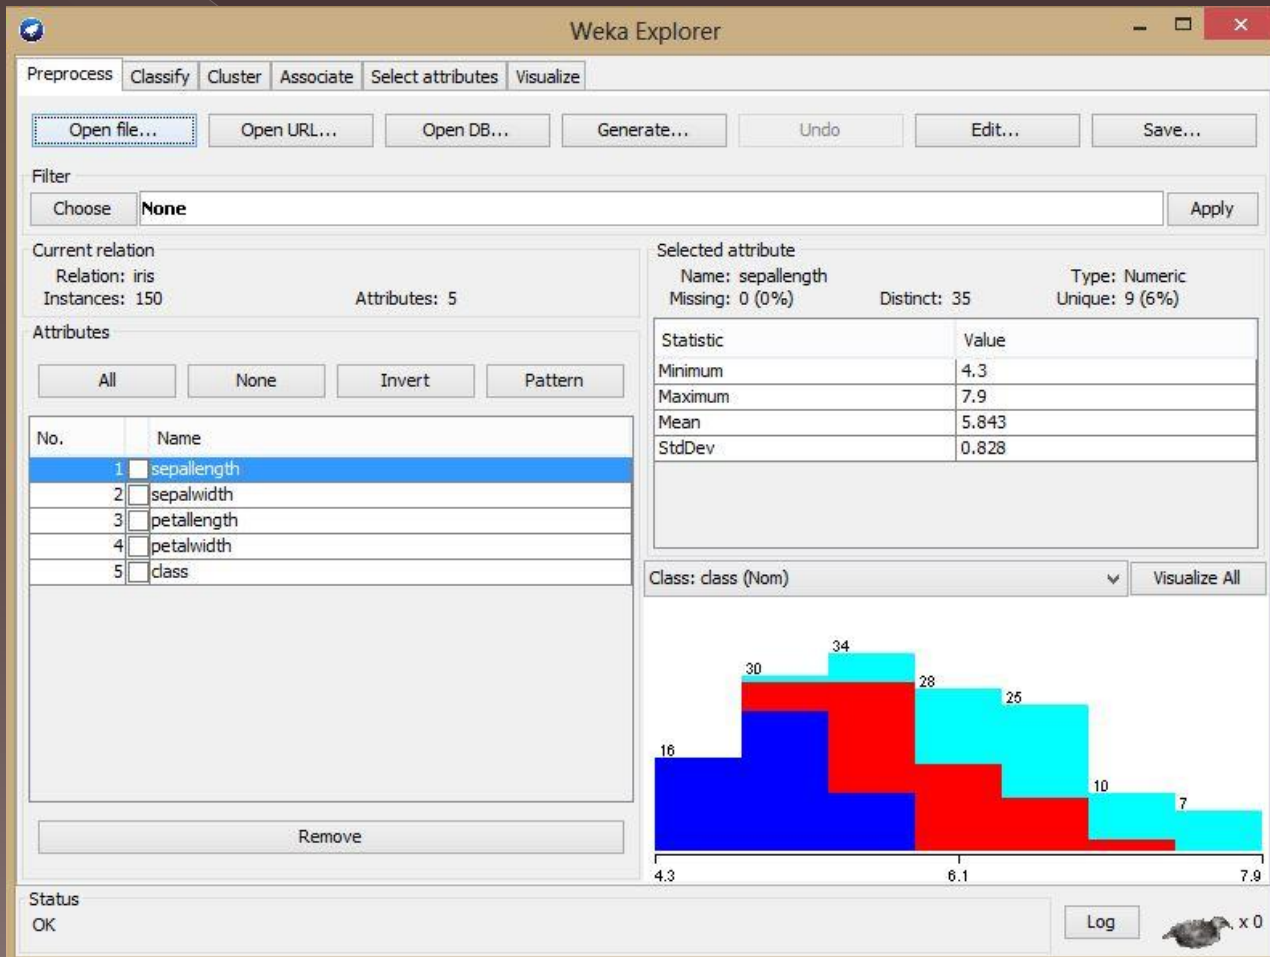 Weka Explorer
Preprocess Classify Cluster Associate Select attributes Visualize
Open file... Open URL... Open DB... Generate... Undo Edit... Save...
Filter
Choose None Apply
Current relation
Relation: iris
Instances: 150 Attributes: 5
Attributes
All None Invert Pattern
No. Name
1 sepallength
2 sepalwidth
3 petallength
4 petalwidth
5 class
Remove
Selected attribute
Name: sepallength Type: Numeric
Missing: 0 (0%) Distinct: 35 Unique: 9 (6%)
Statistic Value
Minimum 4.3
Maximum 7.9
Mean 5.843
StdDev 0.828
Class: class (Nom) Visualize All
16 30 34 28 25 10 7
4.3 6.1 7.9
Status
OK
Log x 0